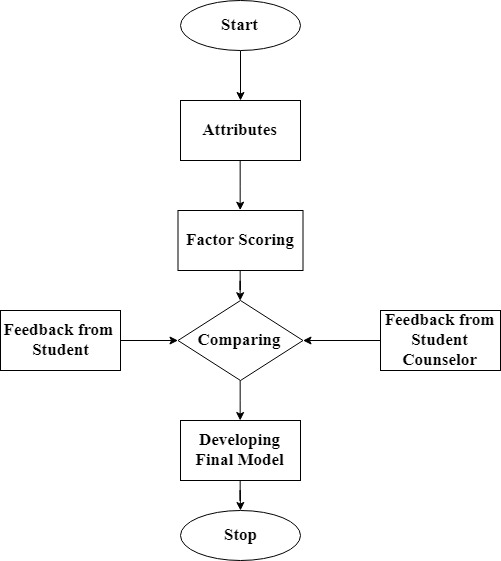 Start
Attributes
Factor Scoring
Feedback from
Student
Comparing
Feedback from
Student
Counselor
Developing
Final Model
Stop